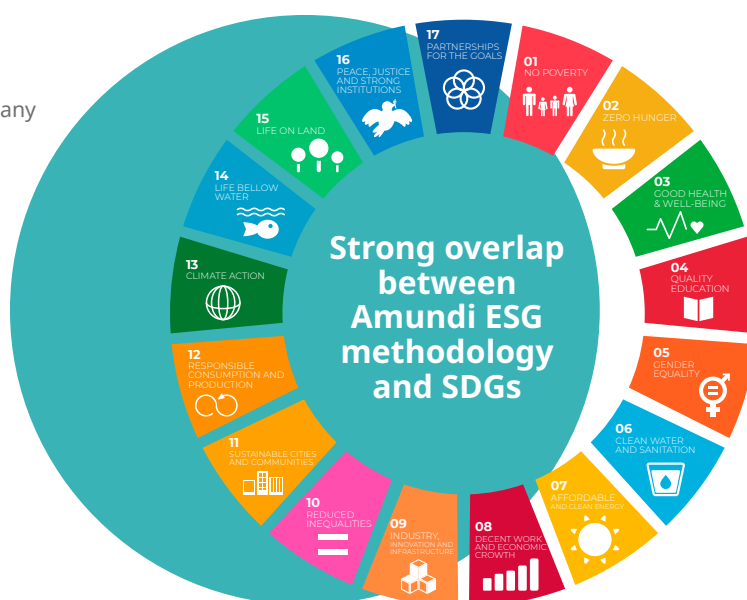 any
17
PARTNERSHIPS
FOR THE GOALS
01
NO POVERTY
02
ZERO HUNGER
03
GOOD HEALTH
& WELL-BEING
04
QUALITY
EDUCATION
05
GENDER
EQUALITY
06
CLEAN WATER
AND SANITATION
07
AFFORDABLE
AND CLEAN ENERGY
08
DECENT WORK
AND ECONOMIC
GROWTH
09
INDUSTRY,
INNOVATION AND
INFRASTRUCTURE
10
REDUCED
INEQUALITIES
11
SUSTAINABLE CITIES
AND COMMUNITIES
12
RESPONSIBLE
CONSUMPTION AND
PRODUCTION
13
CLIMATE ACTION
14
LIFE BELLOW
WATER
15
LIFE ON LAND
16
PEACE, JUSTICE
AND STRONG
INSTITUTIONS
Strong overlap
between
Amundi ESG
methodology
and SDGs